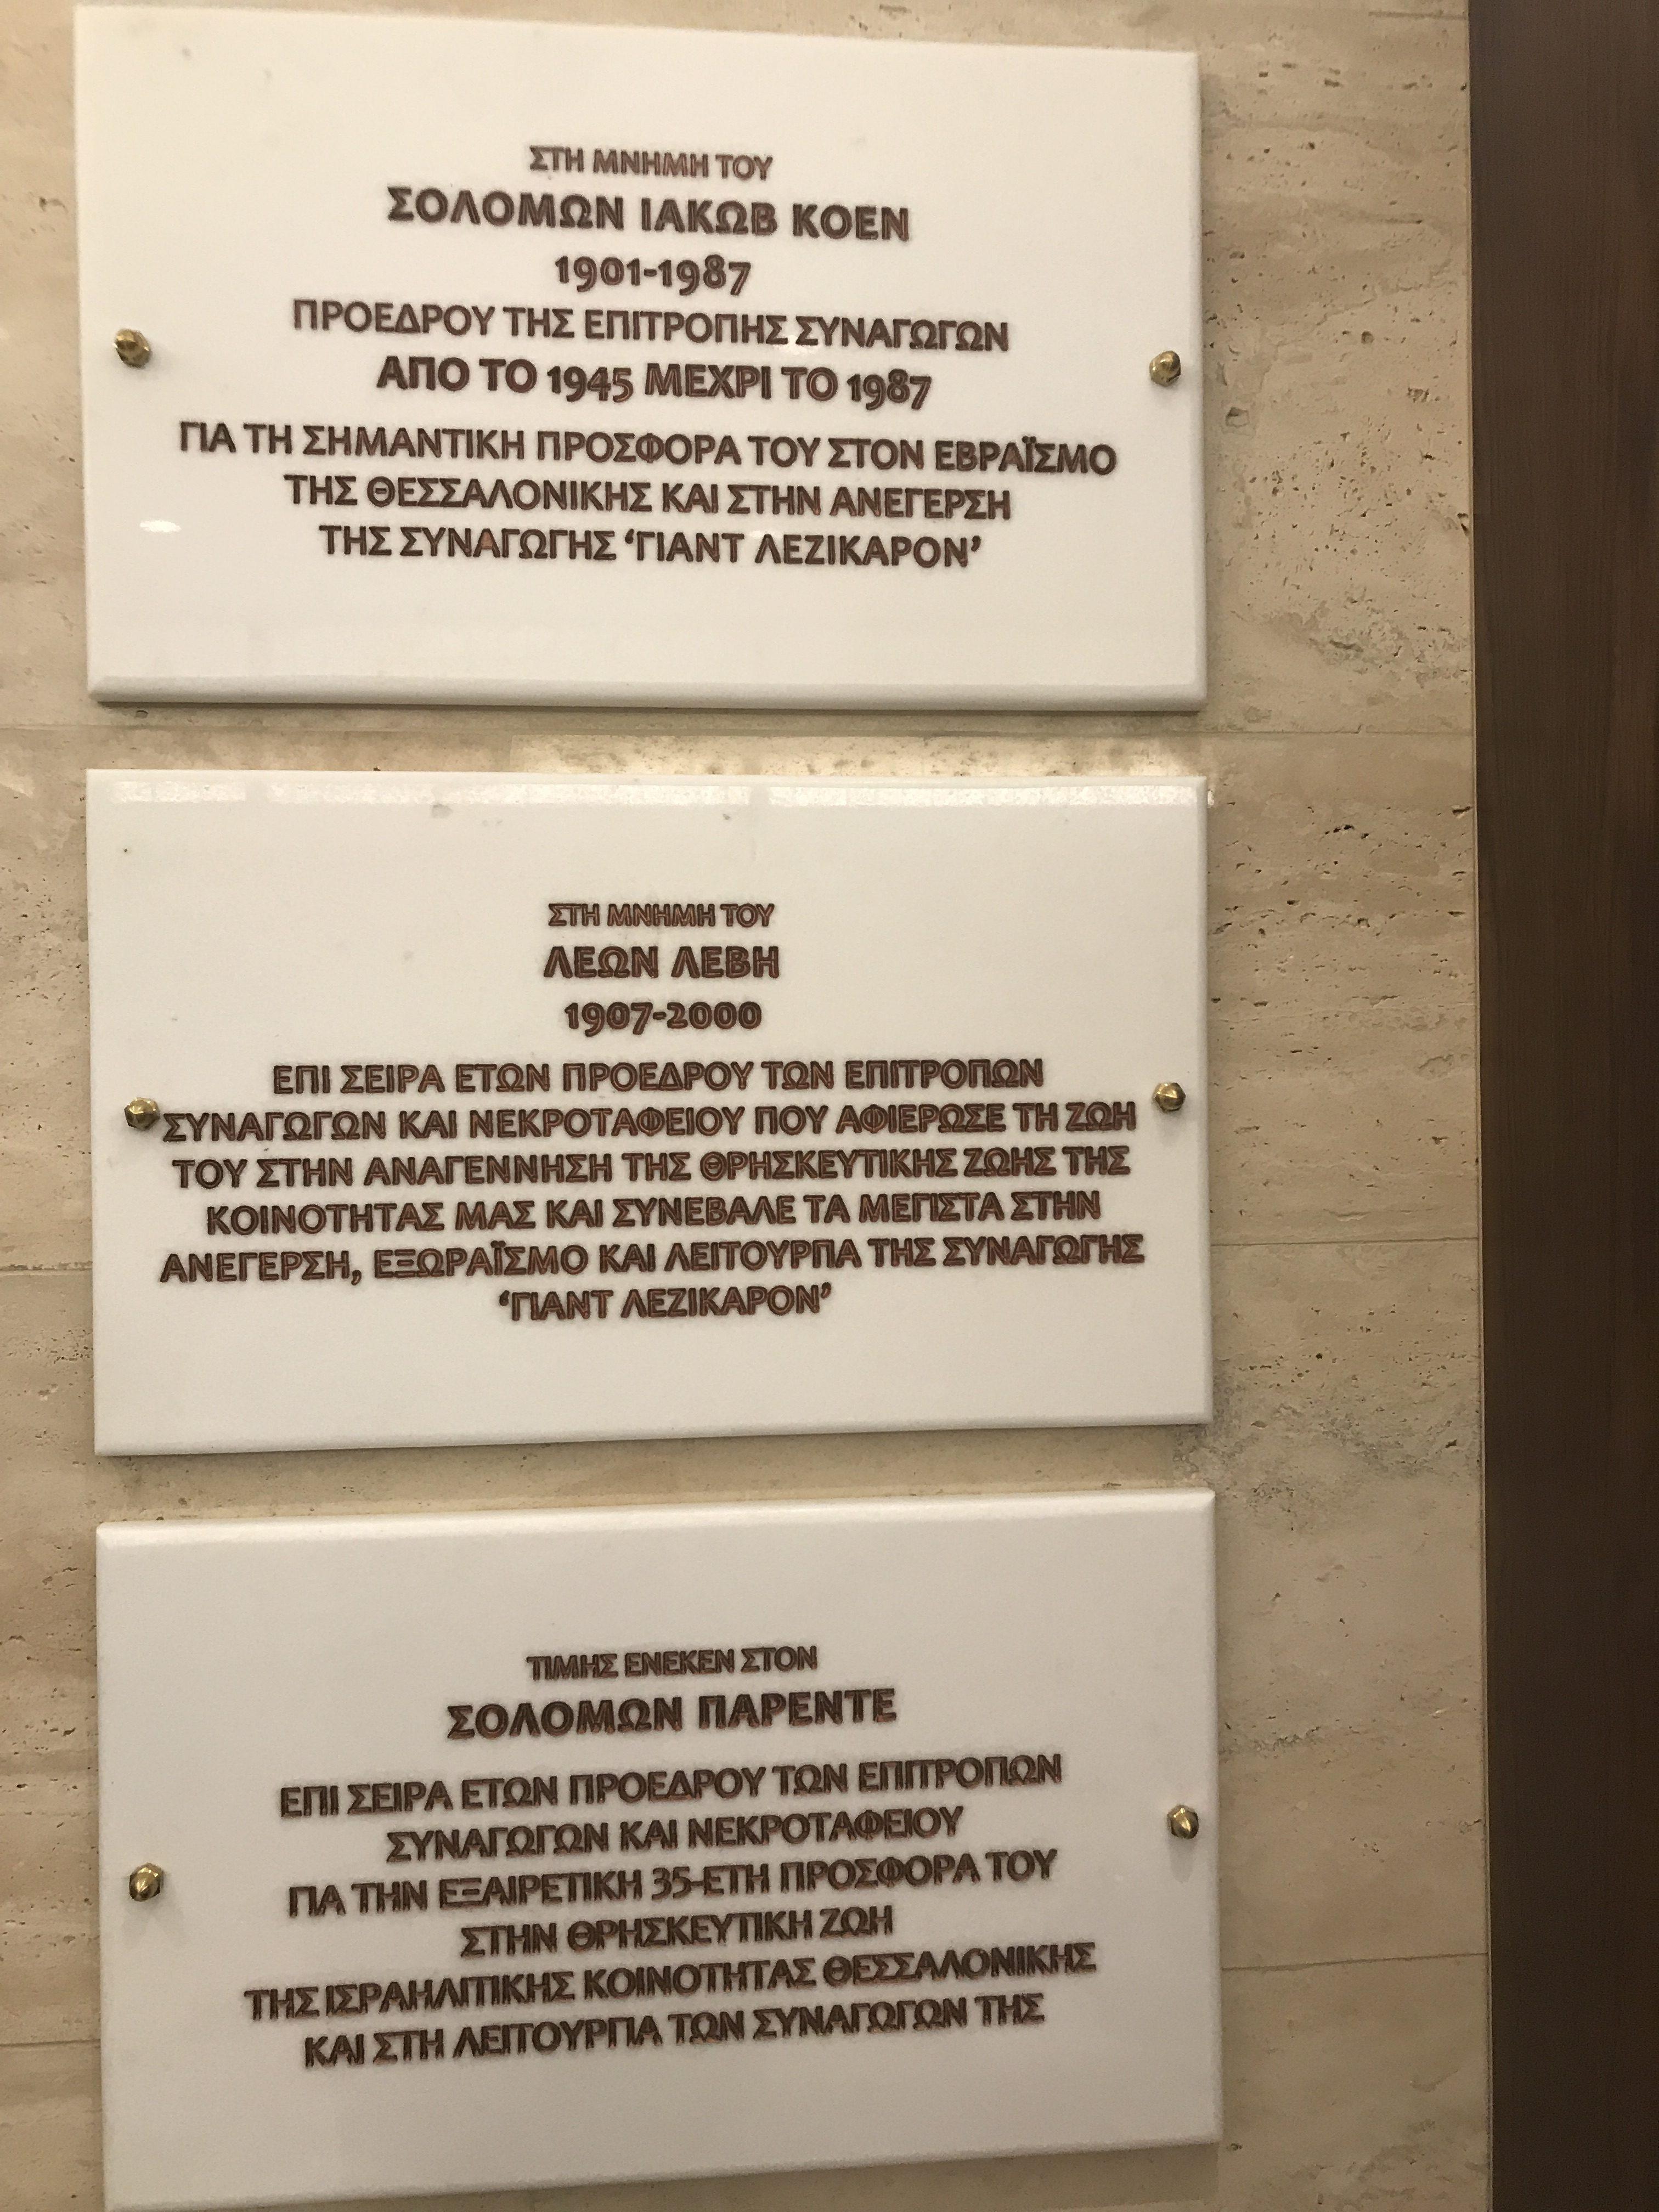 ΣΤΗ ΜΝΗΜΗ ΤΟΥ
ΣΟΛΟΜΩΝ ΙΑΚΩΒ ΚΟΕΝ
1901-1987
ΠΡΟΕΔΡΟΥ ΤΗΣ ΕΠΙΤΡΟΠΗΣ ΣΥΝΑΓΩΓΩΝ
ΑΠΟ ΤΟ 1945 ΜΕΧΡΙ ΤΟ 1987
ΓΙΑ ΤΗ ΣΗΜΑΝΤΙΚΗ ΠΡΟΣΦΟΡΑ ΤΟΥ ΣΤΟΝ ΕΒΡΑΪΣΜΟ
ΤΗΣ ΘΕΣΣΑΛΟΝΙΚΗΣ ΚΑΙ ΣΤΗΝ ΑΝΕΓΕΡΣΗ
ΤΗΣ ΣΥΝΑΓΩΓΗΣ ‘ΓΙΑΝΤ ΛΕΖΙΚΑΡΟΝ’
ΣΤΗ ΜΝΗΜΗ ΤΟΥ
ΛΕΩΝ ΛΕΒΗ
1907-2000
ΕΠΙ ΣΕΙΡΑ ΕΤΩΝ ΠΡΟΕΔΡΟΥ ΤΩΝ ΕΠΙΤΡΟΠΩΝ
ΣΥΝΑΓΩΓΩΝ ΚΑΙ ΝΕΚΡΟΤΑΦΕΙΟΥ ΠΟΥ ΑΦΙΕΡΩΣΕ ΤΗ ΖΩΗ
ΤΟΥ ΣΤΗΝ ΑΝΑΓΕΝΝΗΣΗ ΤΗΣ ΘΡΗΣΚΕΥΤΙΚΗΣ ΖΩΗΣ ΤΗΣ
ΚΟΙΝΟΤΗΤΑΣ ΜΑΣ ΚΑΙ ΣΥΝΕΒΑΛΕ ΤΑ ΜΕΓΙΣΤΑ ΣΤΗΝ
ΑΝΕΓΕΡΣΗ, ΕΞΩΡΑΪΣΜΟ ΚΑΙ ΛΕΙΤΟΥΡΓΙΑ ΤΗΣ ΣΥΝΑΓΩΓΗΣ
‘ΓΙΑΝΤ ΛΕΖΙΚΑΡΟΝ’
ΤΙΜΗΣ ΕΝΕΚΕΝ ΣΤΟΝ
ΣΟΛΟΜΩΝ ΠΑΡΕΝΤΕ
ΕΠΙ ΣΕΙΡΑ ΕΤΩΝ ΠΡΟΕΔΡΟΥ ΤΩΝ ΕΠΙΤΡΟΠΩΝ
ΣΥΝΑΓΩΓΩΝ ΚΑΙ ΝΕΚΡΟΤΑΦΕΙΟΥ
ΓΙΑ ΤΗΝ ΕΞΑΙΡΕΤΙΚΗ 35-ΕΤΗ ΠΡΟΣΦΟΡΑ ΤΟΥ
ΣΤΗΝ ΘΡΗΣΚΕΥΤΙΚΗ ΖΩΗ
ΤΗΣ ΙΣΡΑΗΛΙΤΙΚΗΣ ΚΟΙΝΟΤΗΤΑΣ ΘΕΣΣΑΛΟΝΙΚΗΣ
ΚΑΙ ΣΤΗ ΛΕΙΤΟΥΡΓΙΑ ΤΩΝ ΣΥΝΑΓΩΓΩΝ ΤΗΣ